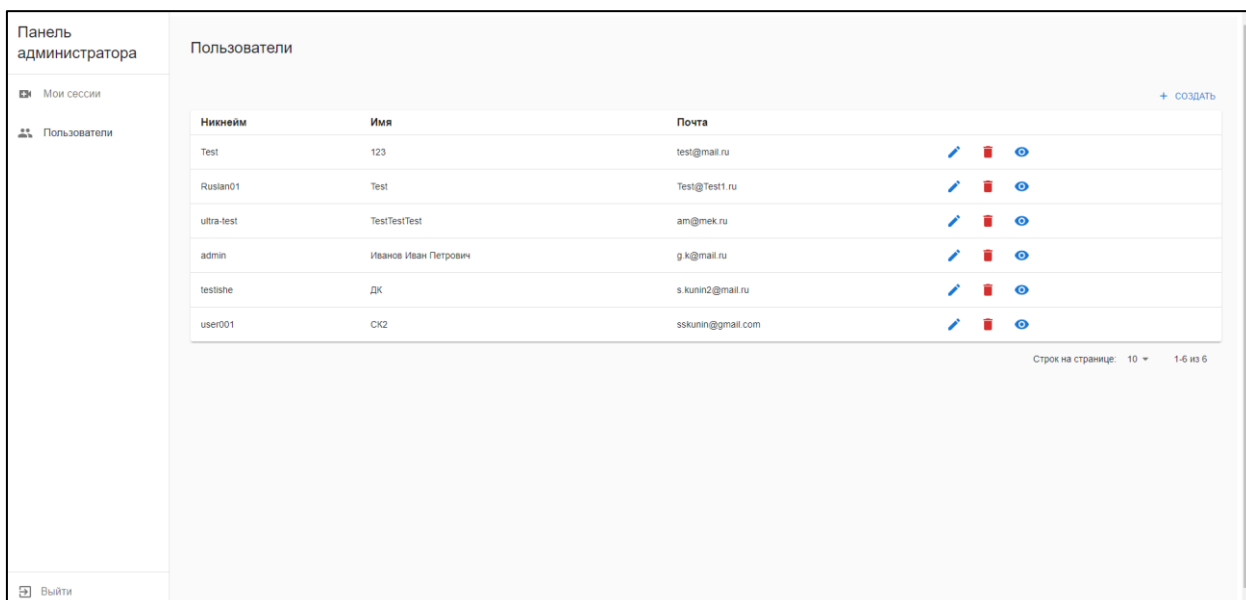 Панель
администратора
Мои сессии
Пользователи
Выйти
Пользователи
+ СОЗДАТЬ
Никнейм Имя Почта
Test 123 test@mail.ru
Ruslan01 Test Test@Test1.ru
ultra-test TestTestTest am@mek.ru
admin Иванов Иван Петрович g.k@mail.ru
testishe ДК s.kunin2@mail.ru
user001 СК2 sskunin@gmail.com
Строк на странице: 10 1-6 из 6